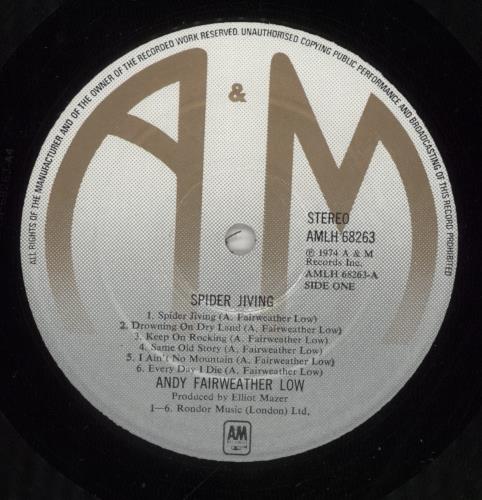 ALL RIGHTS OF THE MANUFACTURER AND OF THE OWNER OF THE RECORDED WORK RESERVED. UNAUTHORISED COPYING PUBLIC PERFORMANCE AND BROADCASTING OF THIS RECORD PROHIBITED
A & M
STEREO
AMLH 68263
℗ 1974 A & M
Records Inc.
AMLH 68263-A
SIDE ONE
SPIDER JIVING
1. Spider Jiving (A. Fairweather Low)
2. Drowning On Dry Land (A. Fairweather Low)
3. Keep On Rocking (A. Fairweather Low)
4. Same Old Story (A. Fairweather Low)
5. I Ain't No Mountain (A. Fairweather Low)
6. Every Day I Die (A. Fairweather Low)
ANDY FAIRWEATHER LOW
Produced by Elliot Mazer
1—6. Rondor Music (London) Ltd,
AM